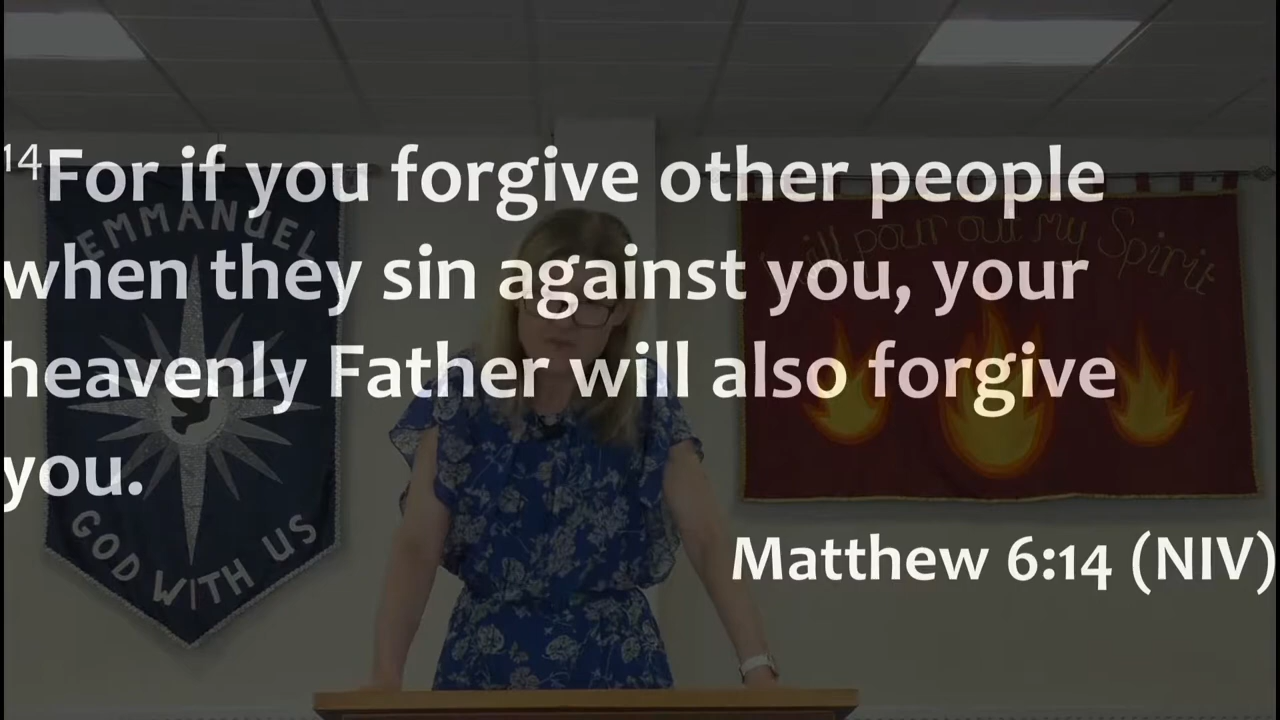 ¹⁴For if you forgive other people
when they sin against you, your
heavenly Father will also forgive
you.
Matthew 6:14 (NIV)
EMMANUEL
GOD WITH US
I will pour out my Spirit